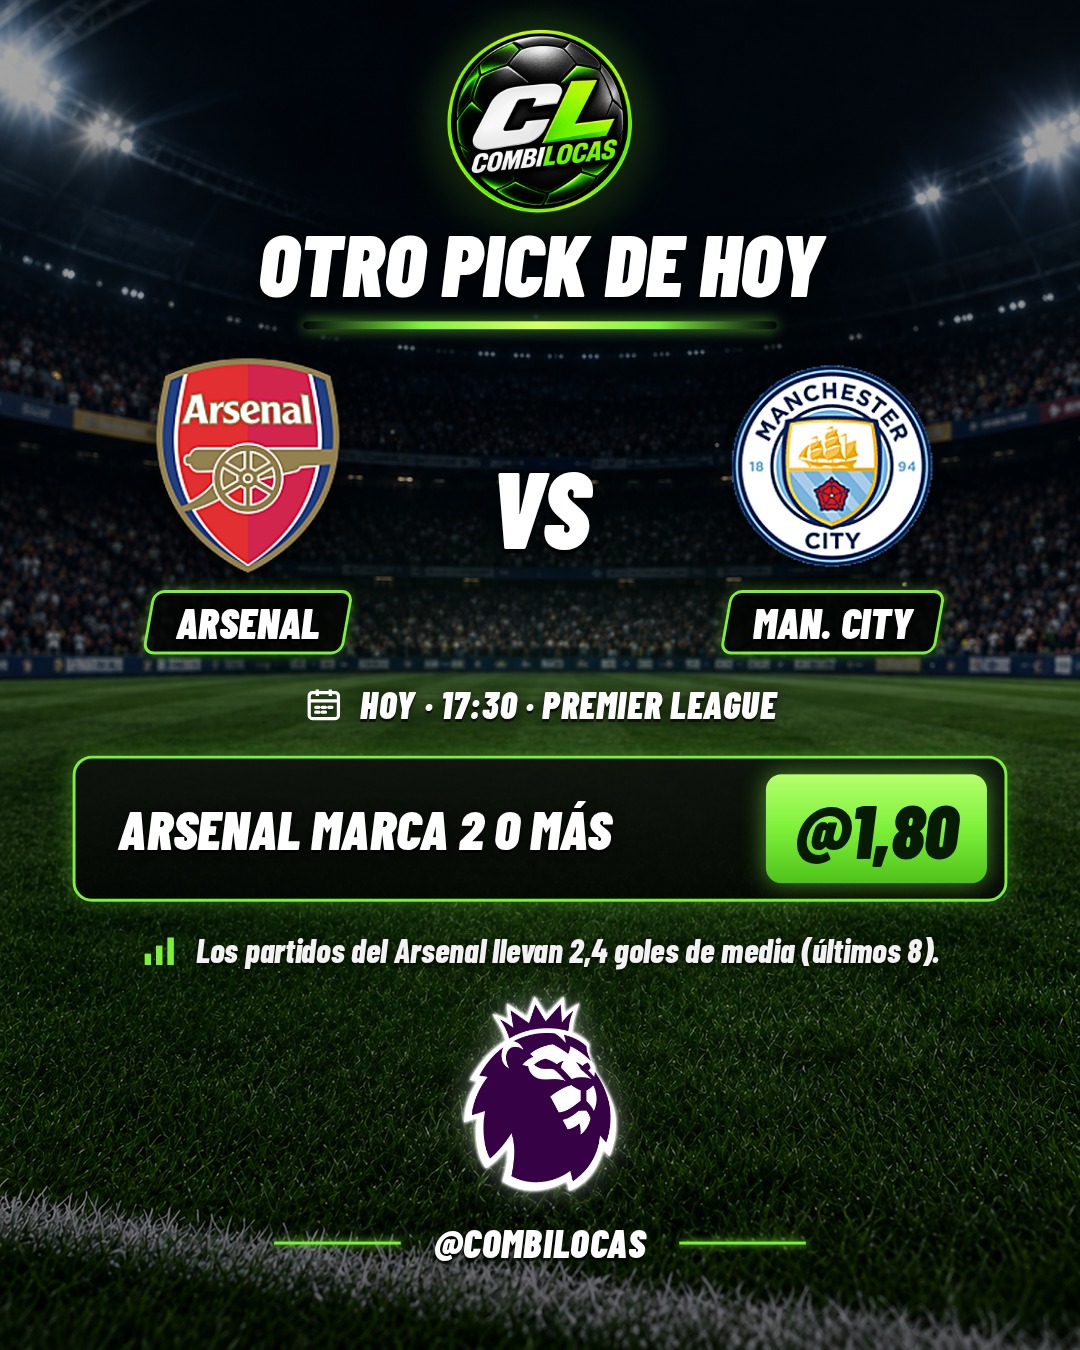 CL
COMBILOCAS
OTRO PICK DE HOY
Arsenal
MANCHESTER
18 94
CITY
VS
ARSENAL
MAN. CITY
HOY · 17:30 · PREMIER LEAGUE
ARSENAL MARCA 2 O MÁS
@1,80
Los partidos del Arsenal llevan 2,4 goles de media (últimos 8).
@COMBILOCAS